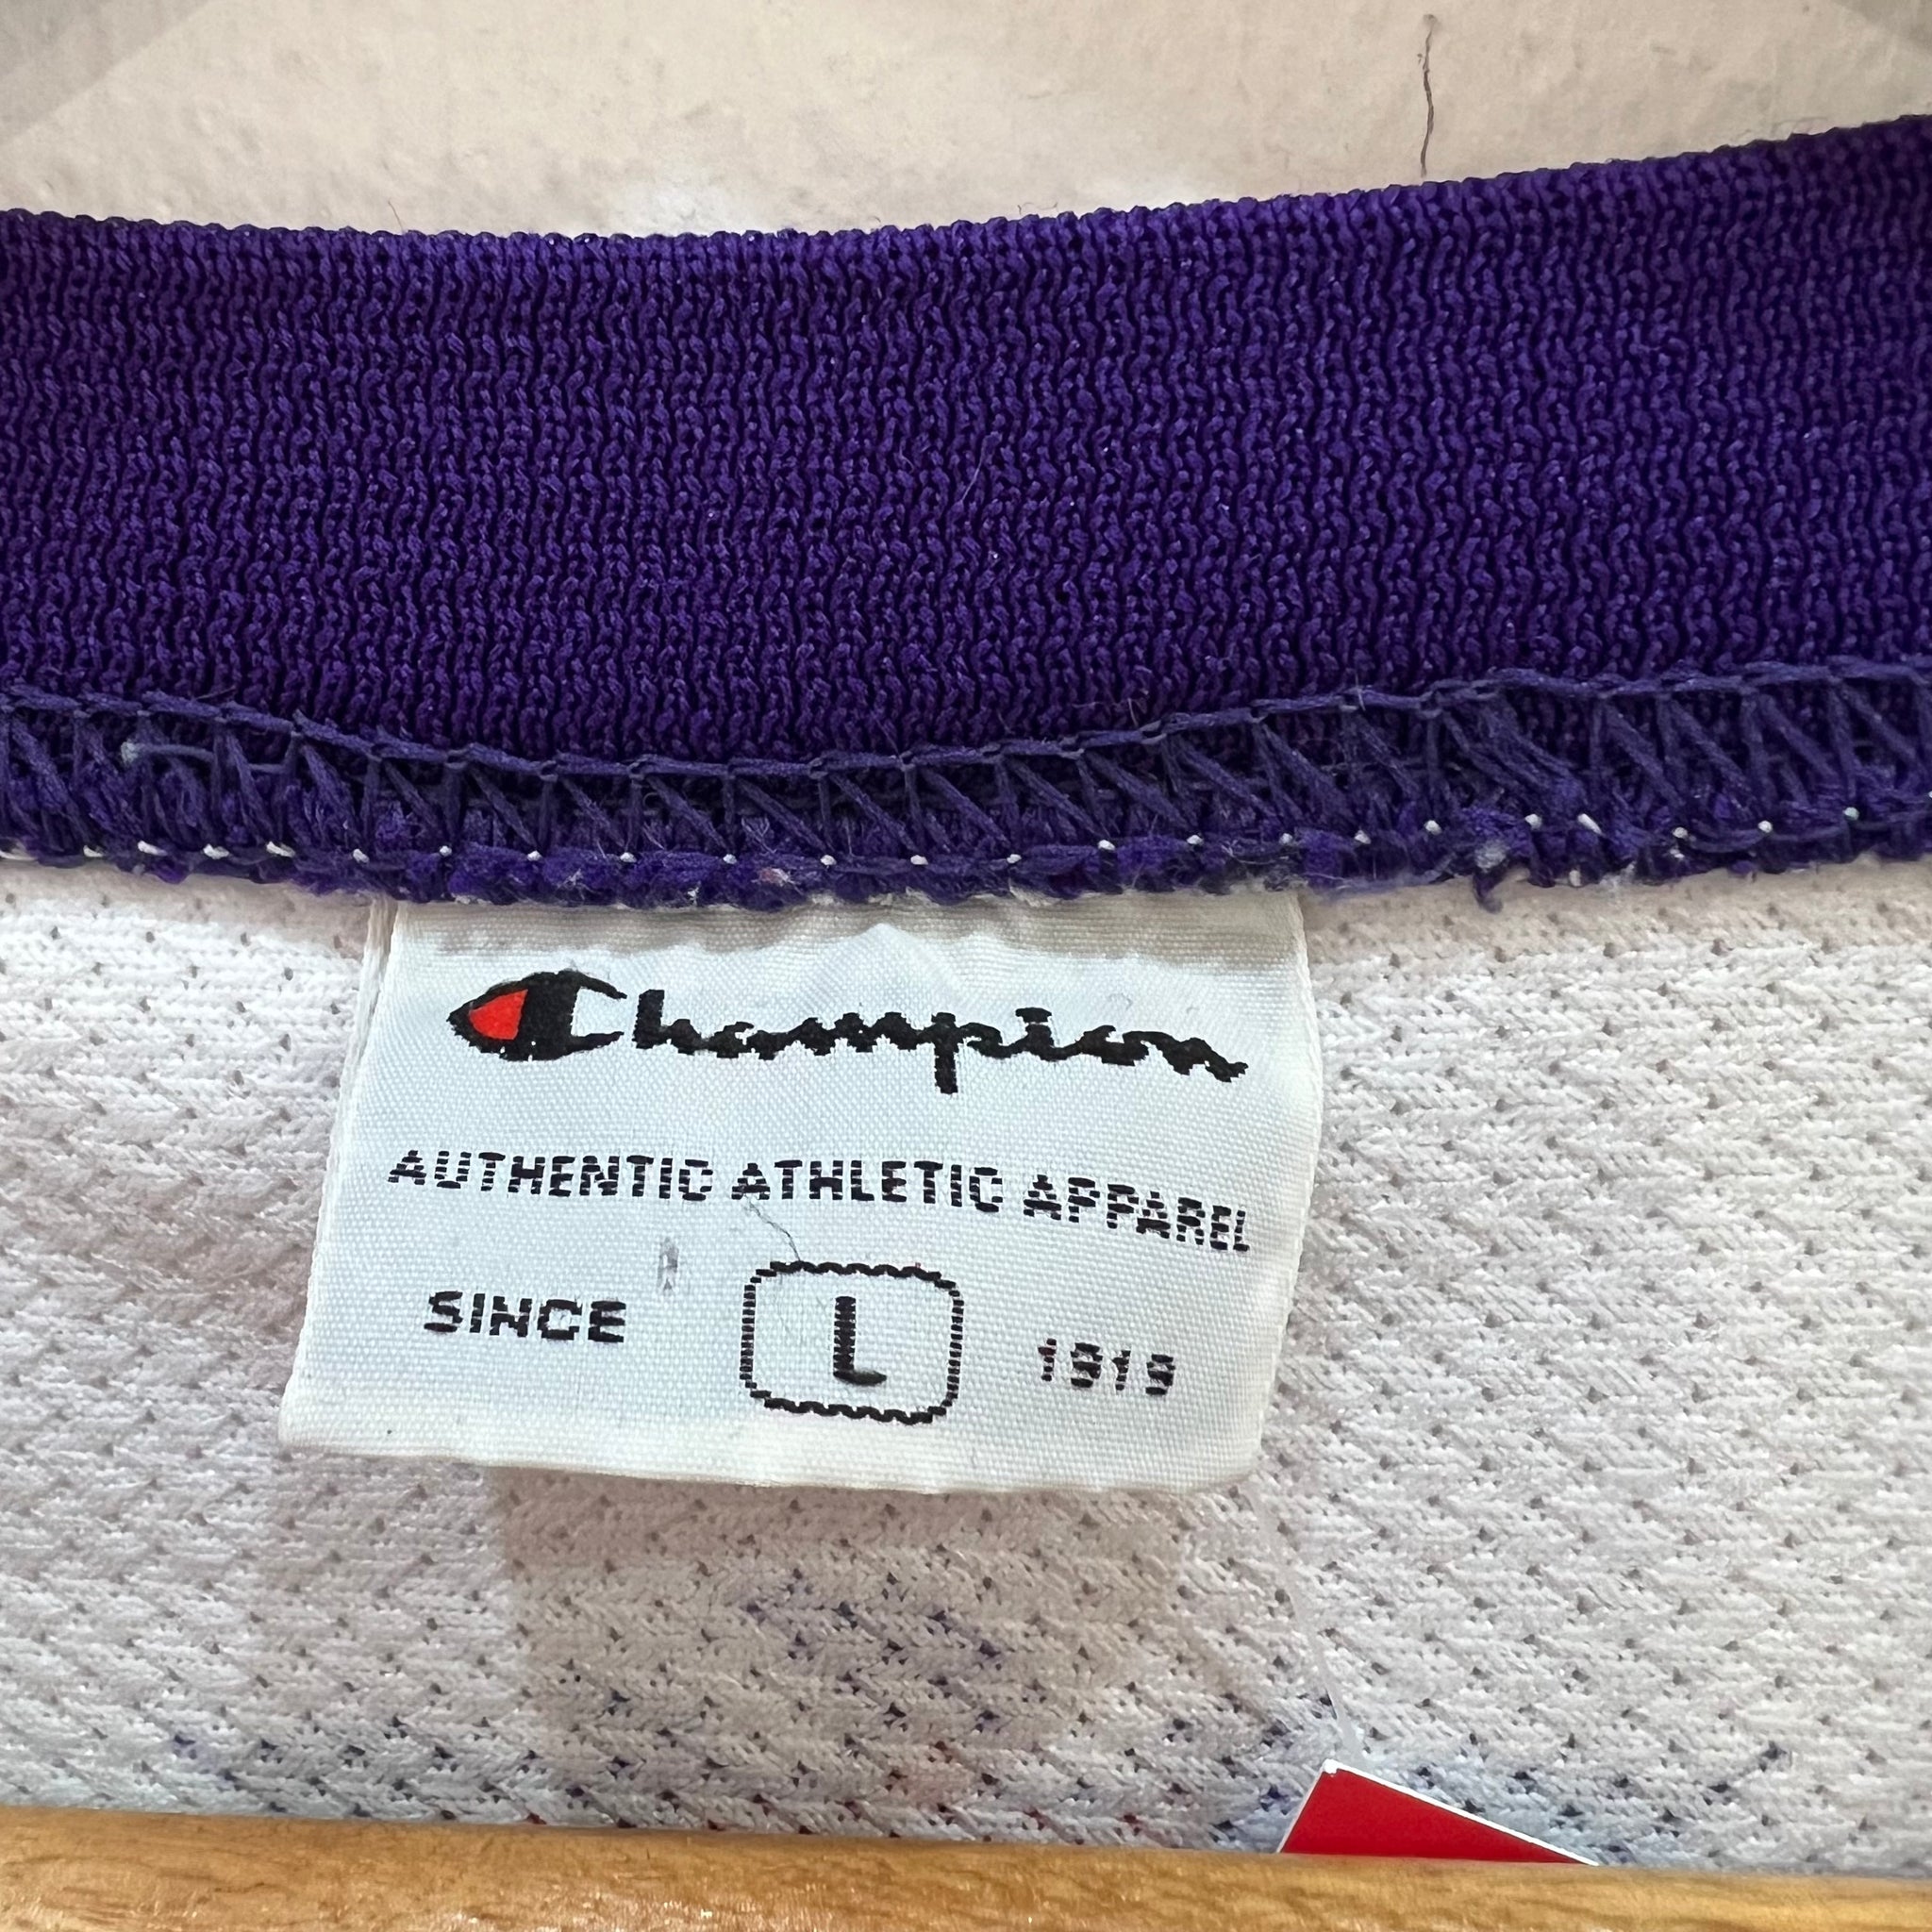 Champion
AUTHENTIC ATHLETIC APPAREL
SINCE L 1919